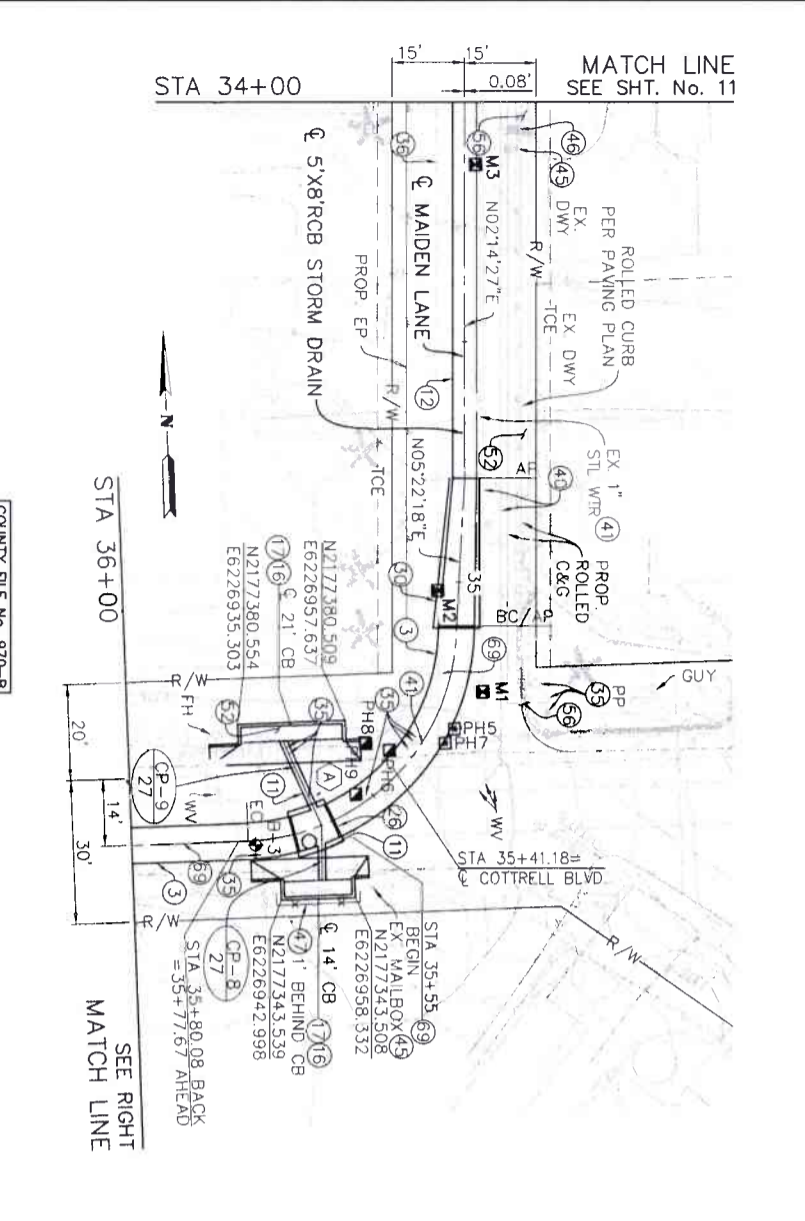 15'
15'
0.08'
MATCH LINE
SEE SHT. No. 11
STA 34+00
36
56
M3
46
45
EX.
DWY
ROLLED CURB
PER PAVING PLAN
R/W
TCE
EX. DWY
℄ 5'X8'RCB STORM DRAIN
℄ MAIDEN LANE
N02°14'27"E
PROP. EP
12
R/W
TCE
N05°22'18"E
52
EX. 1"
STL WTR
41
40
PROP.
ROLLED
C&G
35
30
M2
BC/AP
3
69
M1
35
PP
56
GUY
N
STA 36+00
N2177380.509
E6226957.637
17
16
℄ 21' CB
N2177380.554
E6226935.303
R/W
FH
52
35
PH8
35
41
PH5
PH7
PH6
A
11
20'
14'
30'
CP-9
27
WV
26
11
WV
STA 35+41.18=
℄ COTTRELL BLVD
69
3
35
R/W
R/W
STA 35+55
BEGIN
69
EX MAILBOX
45
N2177343.508
E6226958.332
℄ 14' CB
17
16
47
1' BEHIND CB
N2177343.539
E6226942.998
CP-8
27
STA 35+80.08 BACK
=35+77.67 AHEAD
SEE RIGHT
MATCH LINE
COUNTY FILE No. 970-R